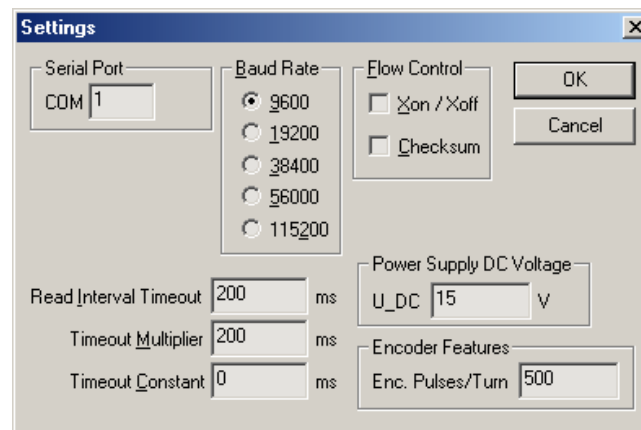 Settings
Serial Port
COM 1
Baud Rate
9600
19200
38400
56000
115200
Flow Control
Xon / Xoff
Checksum
OK
Cancel
Read Interval Timeout 200 ms
Timeout Multiplier 200 ms
Timeout Constant 0 ms
Power Supply DC Voltage
U_DC 15 V
Encoder Features
Enc. Pulses/Turn 500